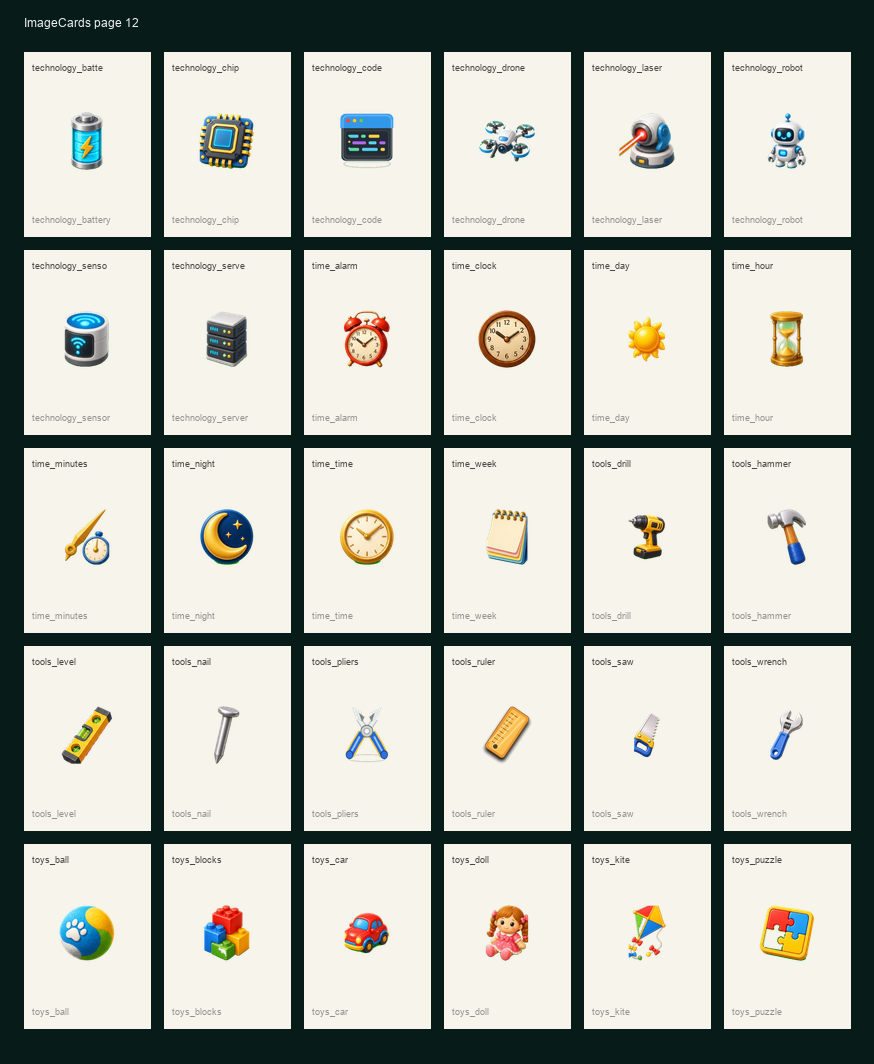 ImageCards page 12
technology_batte
technology_chip
technology_code
technology_drone
technology_laser
technology_robot
technology_battery
technology_chip
technology_code
technology_drone
technology_laser
technology_robot
technology_senso
technology_serve
time_alarm
time_clock
time_day
time_hour
technology_sensor
technology_server
time_alarm
time_clock
time_day
time_hour
time_minutes
time_night
time_time
time_week
tools_drill
tools_hammer
time_minutes
time_night
time_time
time_week
tools_drill
tools_hammer
tools_level
tools_nail
tools_pliers
tools_ruler
tools_saw
tools_wrench
tools_level
tools_nail
tools_pliers
tools_ruler
tools_saw
tools_wrench
toys_ball
toys_blocks
toys_car
toys_doll
toys_kite
toys_puzzle
toys_ball
toys_blocks
toys_car
toys_doll
toys_kite
toys_puzzle